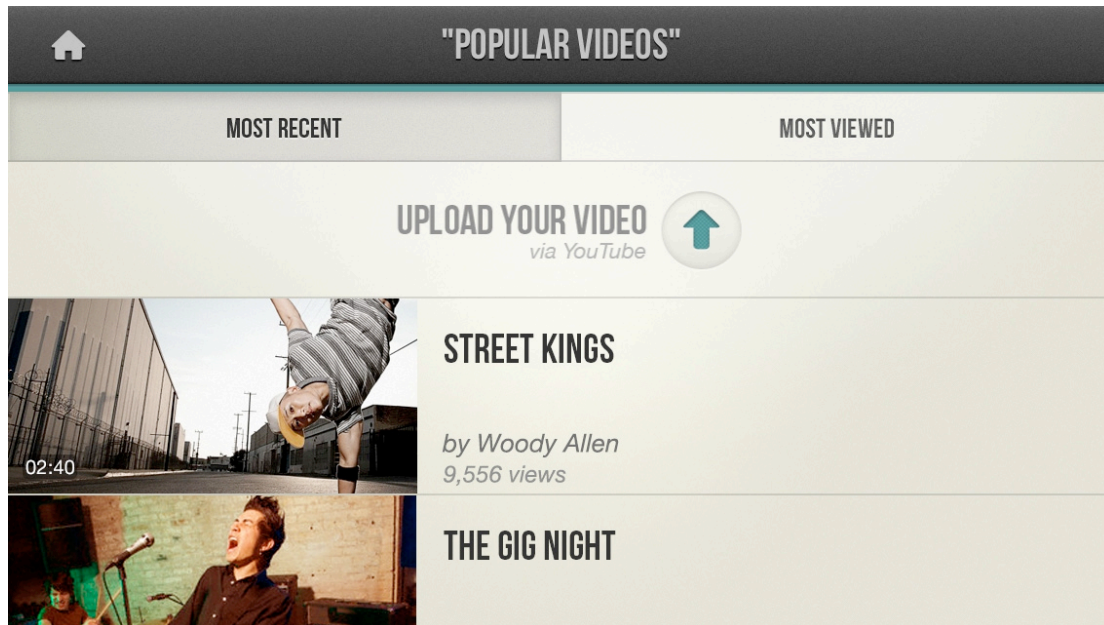 "POPULAR VIDEOS"
MOST RECENT
MOST VIEWED
UPLOAD YOUR VIDEO
via YouTube
STREET KINGS
by Woody Allen
9,556 views
02:40
THE GIG NIGHT